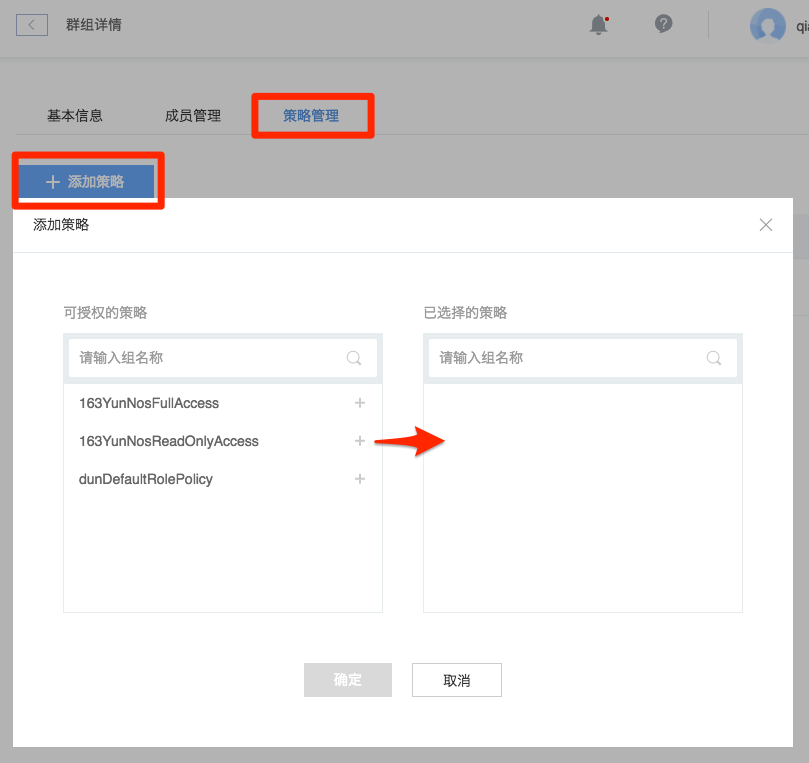 群组详情
基本信息 成员管理 策略管理
添加策略
添加策略
可授权的策略 已选择的策略
请输入组名称 请输入组名称
163YunNosFullAccess
163YunNosReadOnlyAccess
dunDefaultRolePolicy
确定 取消